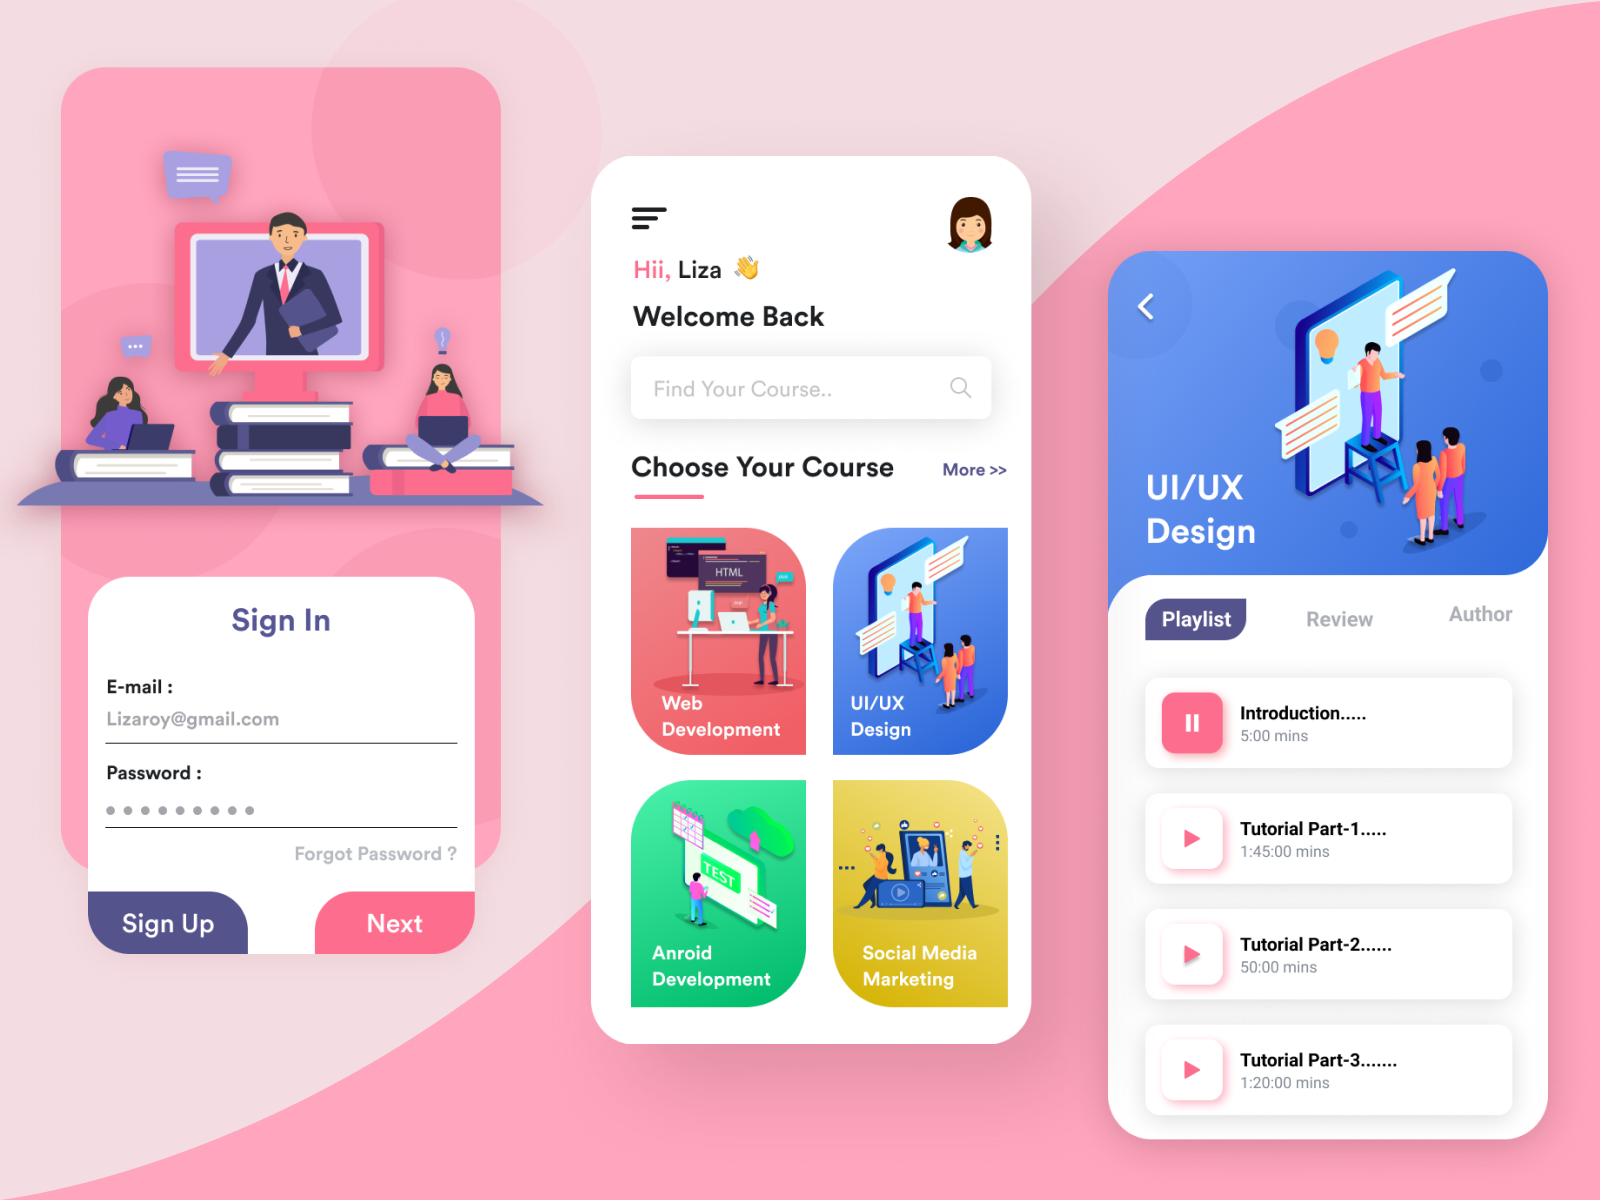 Sign In
E-mail :
Lizaroy@gmail.com
Password :
Forgot Password ?
Sign Up
Next
Hii, Liza 👋
Welcome Back
Find Your Course..
Choose Your Course
More >>
HTML
Web
Development
UI/UX
Design
TEST
Anroid
Development
Social Media
Marketing
UI/UX
Design
Playlist
Review
Author
Introduction.....
5:00 mins
Tutorial Part-1.....
1:45:00 mins
Tutorial Part-2......
50:00 mins
Tutorial Part-3.......
1:20:00 mins